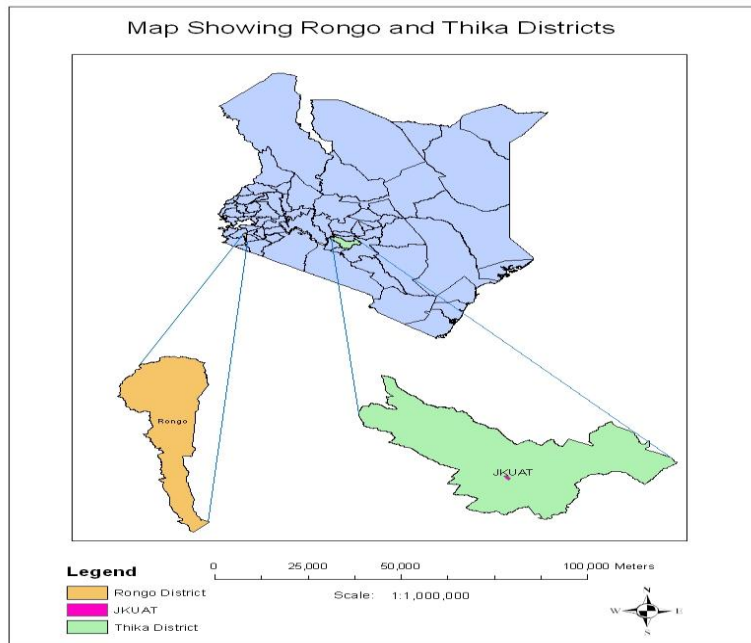 Map Showing Rongo and Thika Districts
Rongo
JKUAT
Legend
0 25,000 50,000 100,000 Meters
Scale: 1:1,000,000
Rongo District
JKUAT
Thika District
N
W E
S